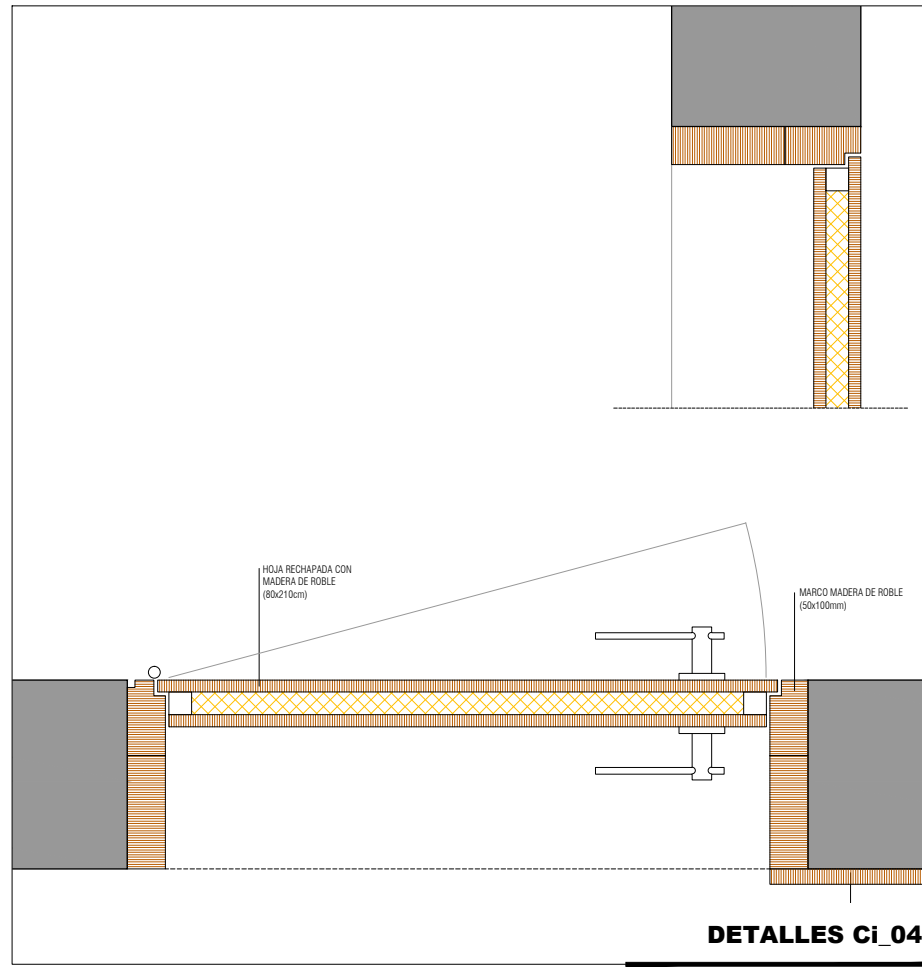 HOJA RECHAPADA CON
MADERA DE ROBLE
(80x210cm)
MARCO MADERA DE ROBLE
(50x100mm)
DETALLES Ci_04